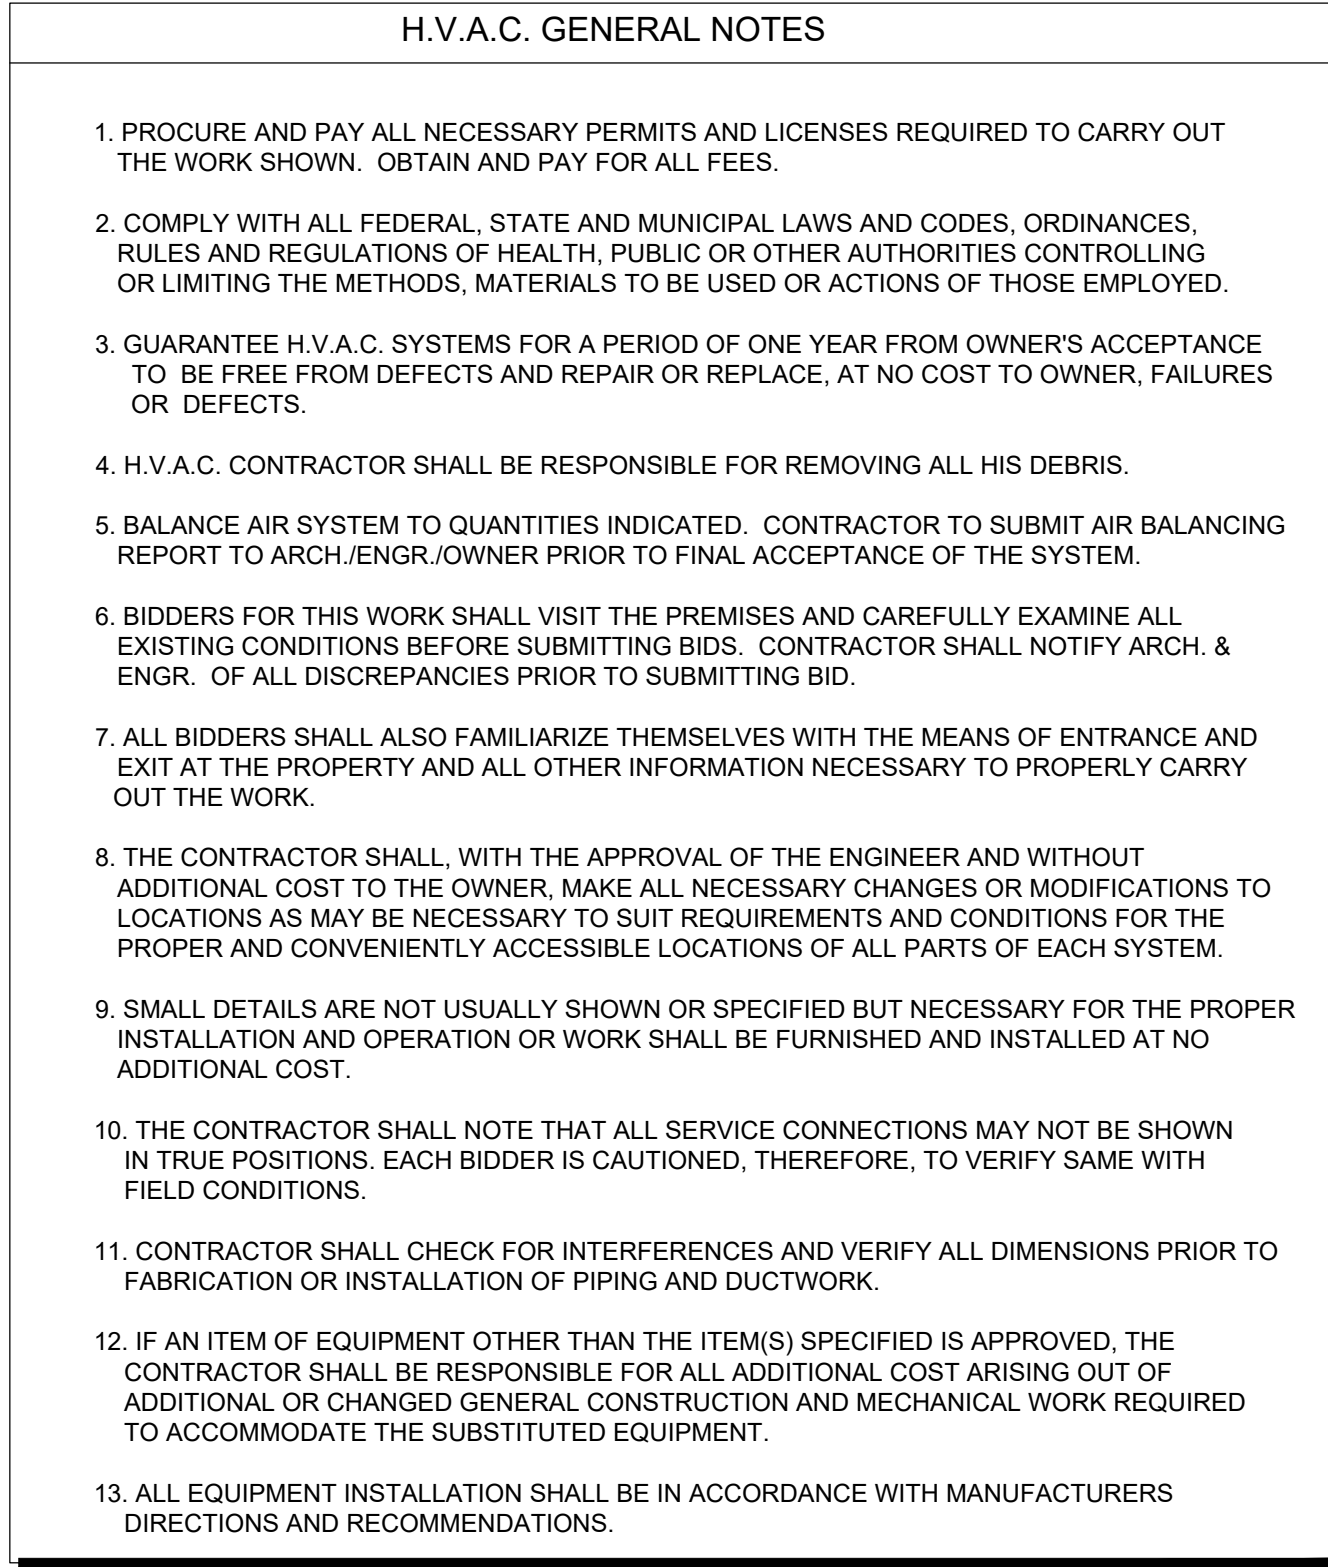 H.V.A.C. GENERAL NOTES
1. PROCURE AND PAY ALL NECESSARY PERMITS AND LICENSES REQUIRED TO CARRY OUT
THE WORK SHOWN.  OBTAIN AND PAY FOR ALL FEES.
2. COMPLY WITH ALL FEDERAL, STATE AND MUNICIPAL LAWS AND CODES, ORDINANCES,
RULES AND REGULATIONS OF HEALTH, PUBLIC OR OTHER AUTHORITIES CONTROLLING
OR LIMITING THE METHODS, MATERIALS TO BE USED OR ACTIONS OF THOSE EMPLOYED.
3. GUARANTEE H.V.A.C. SYSTEMS FOR A PERIOD OF ONE YEAR FROM OWNER'S ACCEPTANCE
TO  BE FREE FROM DEFECTS AND REPAIR OR REPLACE, AT NO COST TO OWNER, FAILURES
OR  DEFECTS.
4. H.V.A.C. CONTRACTOR SHALL BE RESPONSIBLE FOR REMOVING ALL HIS DEBRIS.
5. BALANCE AIR SYSTEM TO QUANTITIES INDICATED.  CONTRACTOR TO SUBMIT AIR BALANCING
REPORT TO ARCH./ENGR./OWNER PRIOR TO FINAL ACCEPTANCE OF THE SYSTEM.
6. BIDDERS FOR THIS WORK SHALL VISIT THE PREMISES AND CAREFULLY EXAMINE ALL
EXISTING CONDITIONS BEFORE SUBMITTING BIDS.  CONTRACTOR SHALL NOTIFY ARCH. &
ENGR.  OF ALL DISCREPANCIES PRIOR TO SUBMITTING BID.
7. ALL BIDDERS SHALL ALSO FAMILIARIZE THEMSELVES WITH THE MEANS OF ENTRANCE AND
EXIT AT THE PROPERTY AND ALL OTHER INFORMATION NECESSARY TO PROPERLY CARRY
OUT THE WORK.
8. THE CONTRACTOR SHALL, WITH THE APPROVAL OF THE ENGINEER AND WITHOUT
ADDITIONAL COST TO THE OWNER, MAKE ALL NECESSARY CHANGES OR MODIFICATIONS TO
LOCATIONS AS MAY BE NECESSARY TO SUIT REQUIREMENTS AND CONDITIONS FOR THE
PROPER AND CONVENIENTLY ACCESSIBLE LOCATIONS OF ALL PARTS OF EACH SYSTEM.
9. SMALL DETAILS ARE NOT USUALLY SHOWN OR SPECIFIED BUT NECESSARY FOR THE PROPER
INSTALLATION AND OPERATION OR WORK SHALL BE FURNISHED AND INSTALLED AT NO
ADDITIONAL COST.
10. THE CONTRACTOR SHALL NOTE THAT ALL SERVICE CONNECTIONS MAY NOT BE SHOWN
IN TRUE POSITIONS. EACH BIDDER IS CAUTIONED, THEREFORE, TO VERIFY SAME WITH
FIELD CONDITIONS.
11. CONTRACTOR SHALL CHECK FOR INTERFERENCES AND VERIFY ALL DIMENSIONS PRIOR TO
FABRICATION OR INSTALLATION OF PIPING AND DUCTWORK.
12. IF AN ITEM OF EQUIPMENT OTHER THAN THE ITEM(S) SPECIFIED IS APPROVED, THE
CONTRACTOR SHALL BE RESPONSIBLE FOR ALL ADDITIONAL COST ARISING OUT OF
ADDITIONAL OR CHANGED GENERAL CONSTRUCTION AND MECHANICAL WORK REQUIRED
TO ACCOMMODATE THE SUBSTITUTED EQUIPMENT.
13. ALL EQUIPMENT INSTALLATION SHALL BE IN ACCORDANCE WITH MANUFACTURERS
DIRECTIONS AND RECOMMENDATIONS.